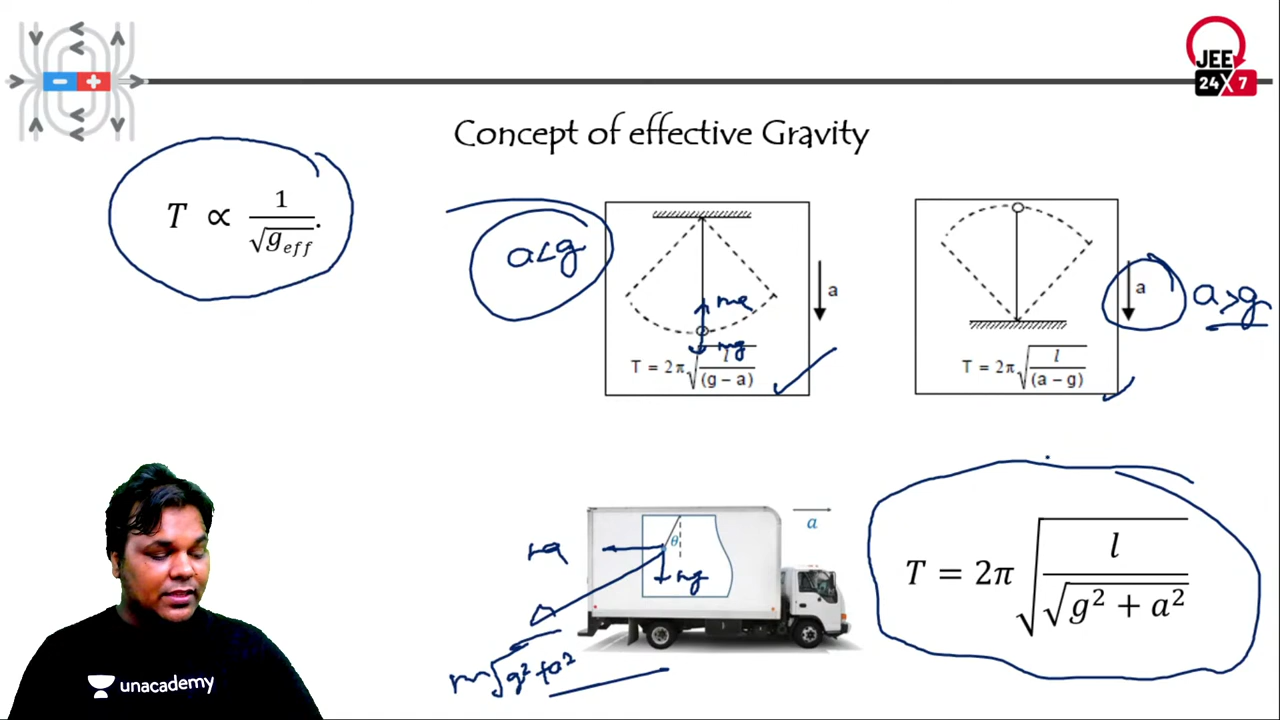 JEE
24X7
Concept of effective Gravity
T ∝ 1/√g_eff.
a<g
ma
mg
a
T = 2π√(l/(g – a))
a
a>g
T = 2π√(l/(a – g))
a
θ
ma
mg
m√g²+a²
T = 2π√(l/√(g² + a²))
unacademy